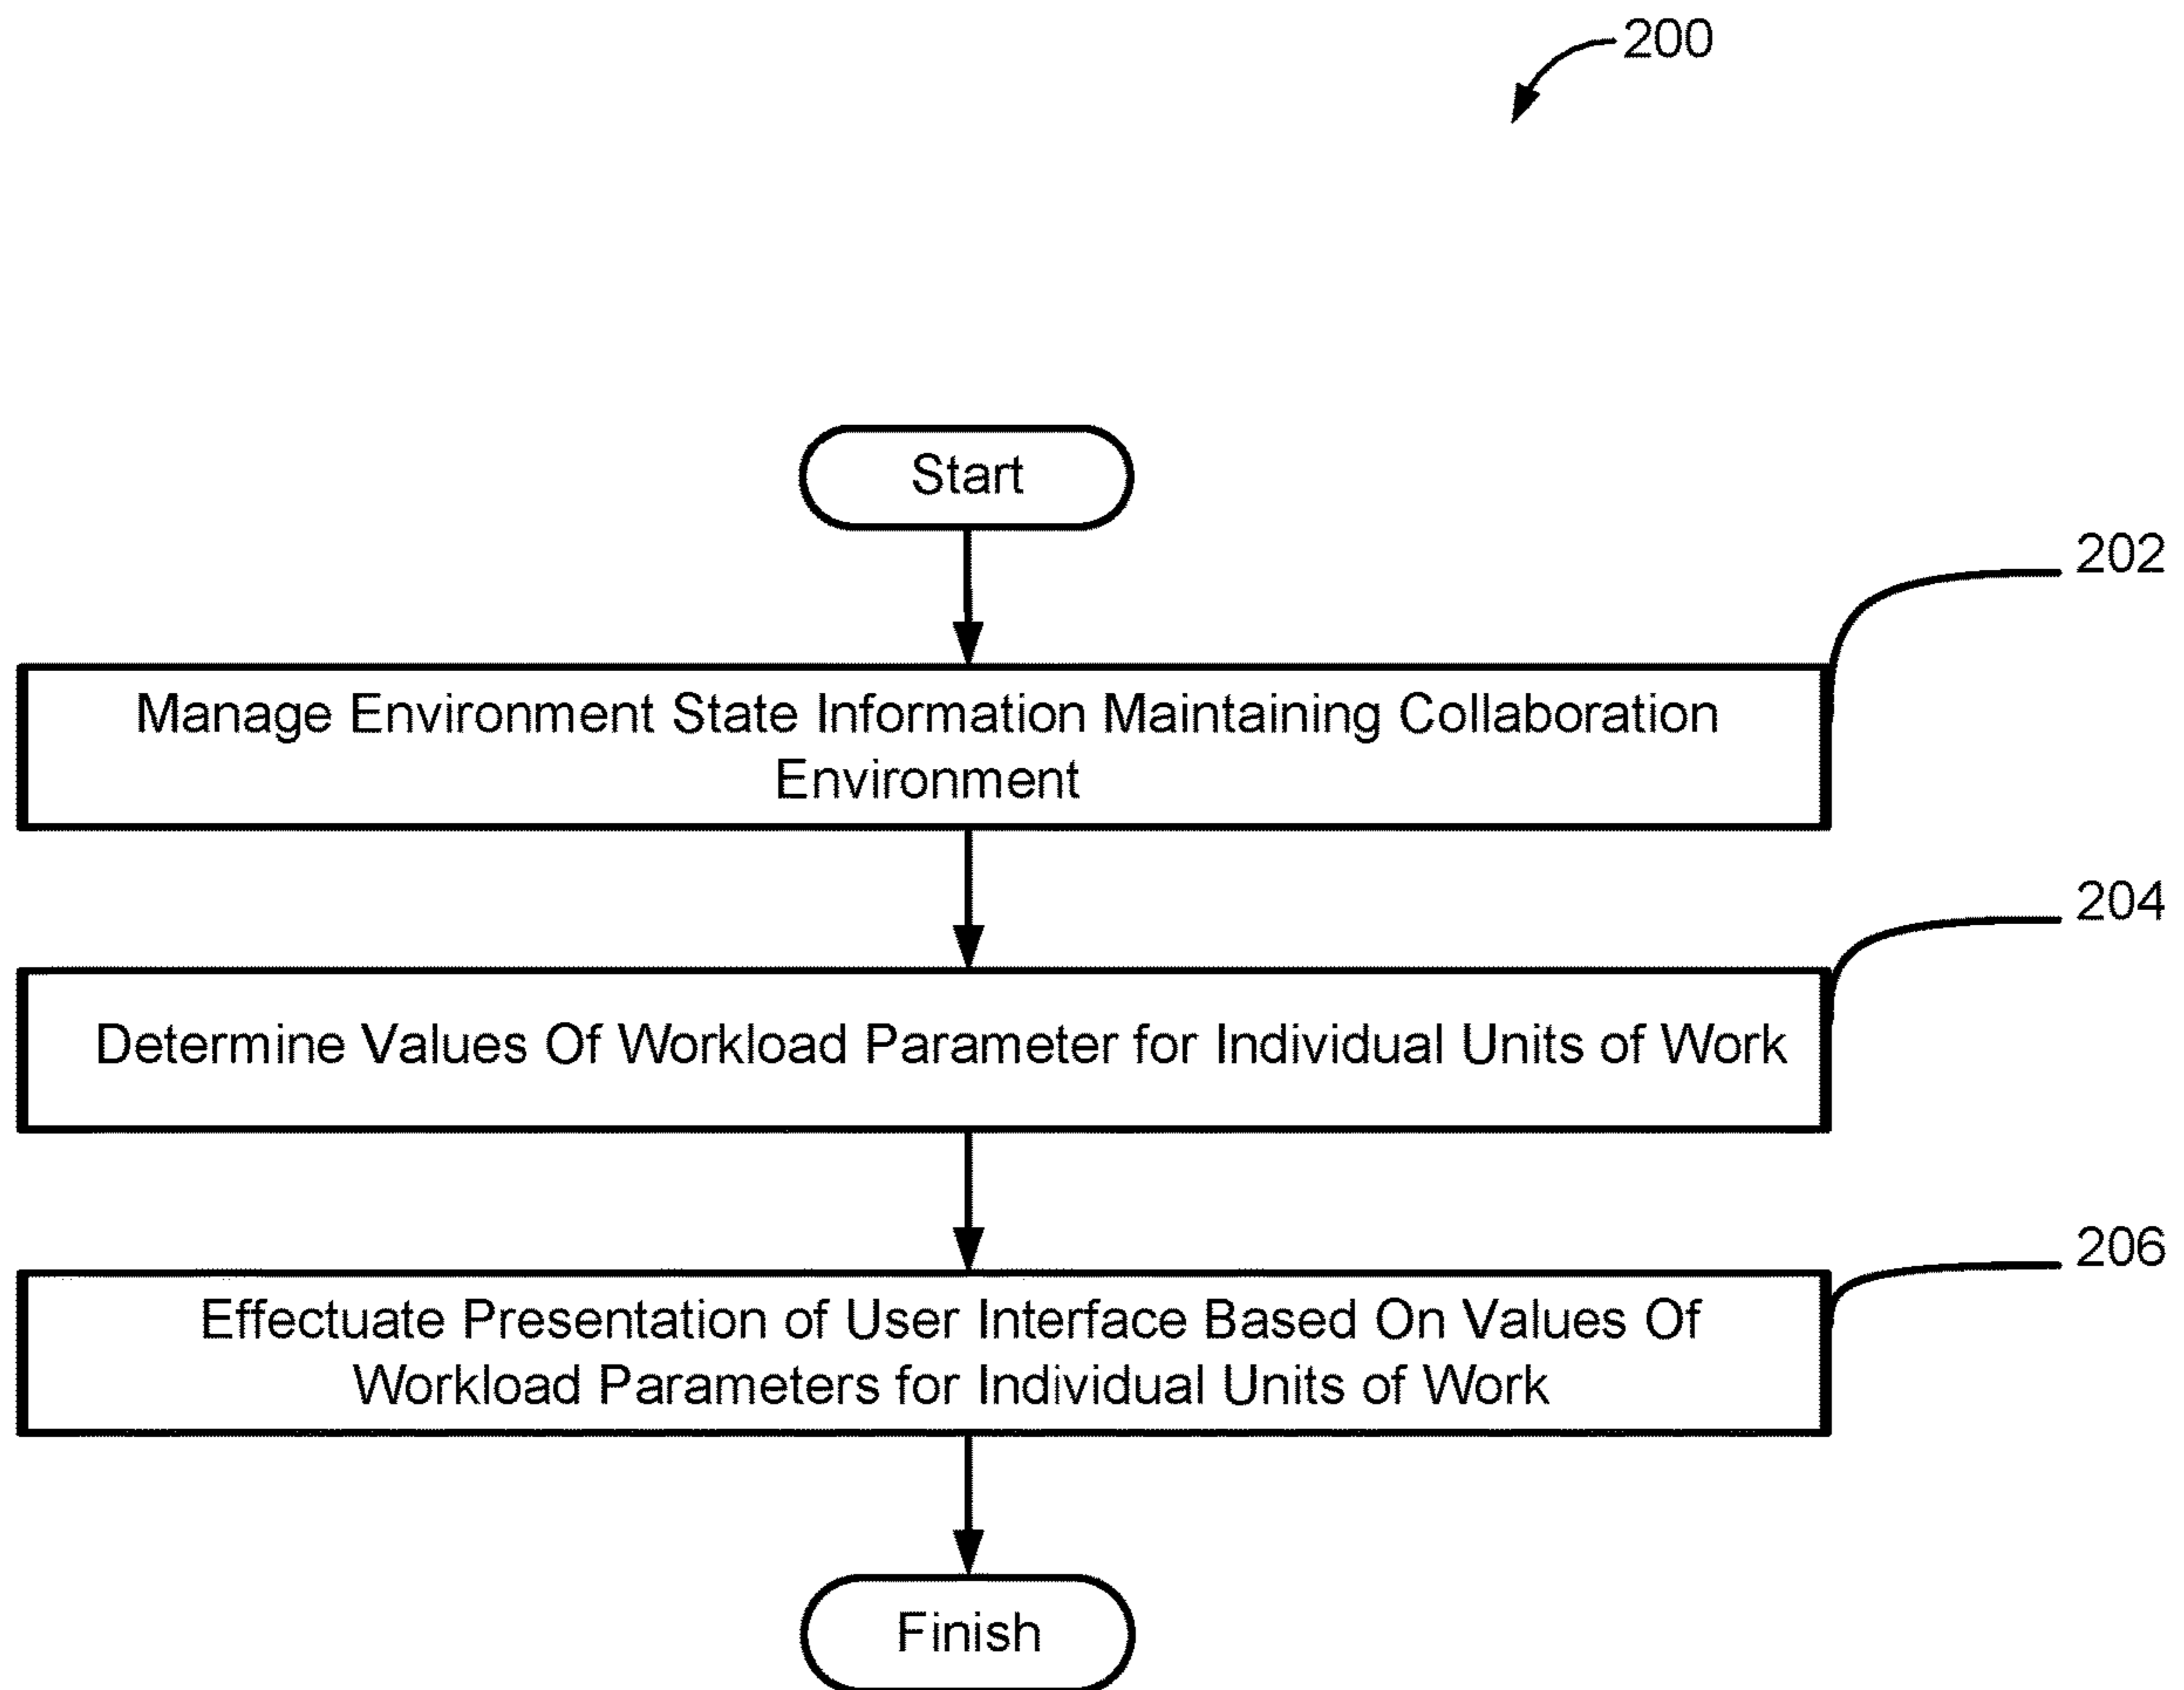 200
Start
202
Manage Environment State Information Maintaining Collaboration
Environment
204
Determine Values Of Workload Parameter for Individual Units of Work
206
Effectuate Presentation of User Interface Based On Values Of
Workload Parameters for Individual Units of Work
Finish